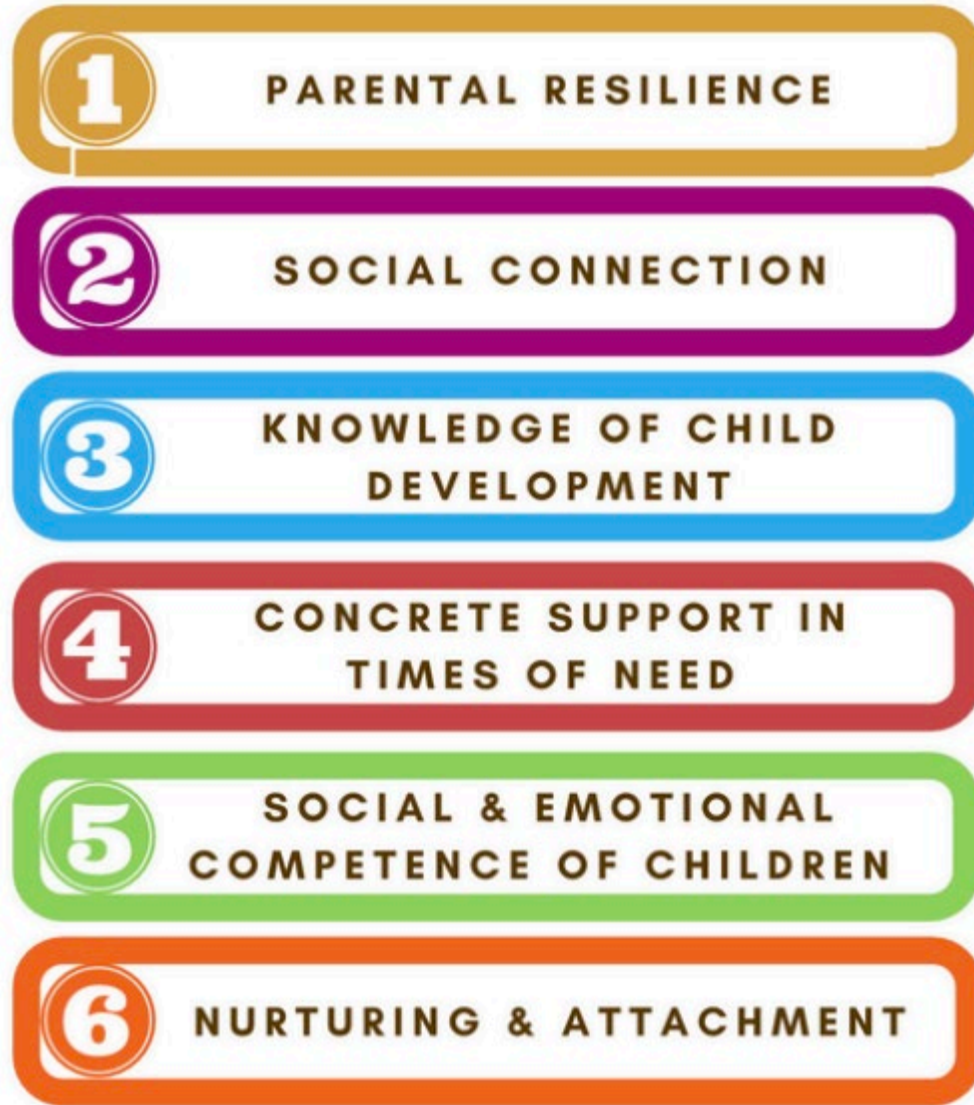 1 PARENTAL RESILIENCE
2 SOCIAL CONNECTION
3 KNOWLEDGE OF CHILD
DEVELOPMENT
4 CONCRETE SUPPORT IN
TIMES OF NEED
5 SOCIAL & EMOTIONAL
COMPETENCE OF CHILDREN
6 NURTURING & ATTACHMENT